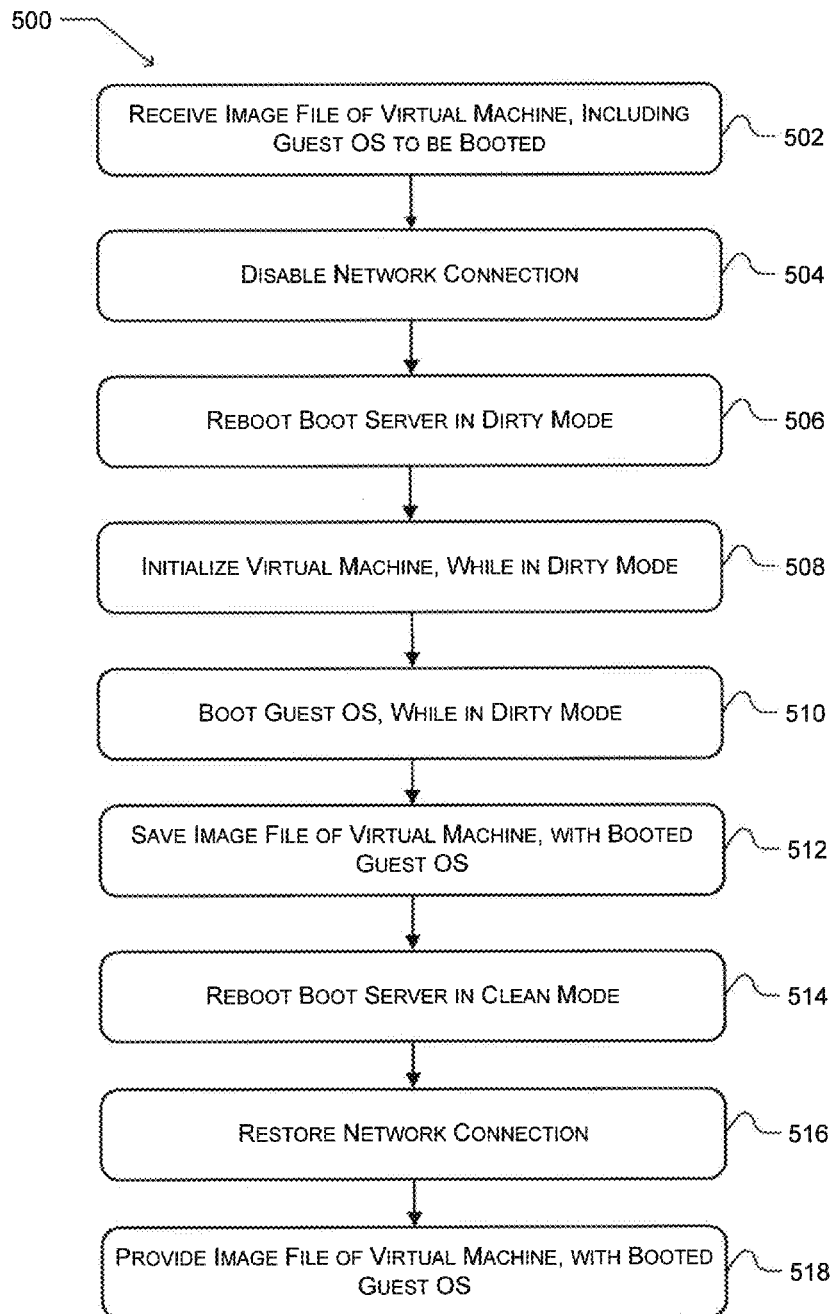 500
RECEIVE IMAGE FILE OF VIRTUAL MACHINE, INCLUDING
GUEST OS TO BE BOOTED
502
DISABLE NETWORK CONNECTION
504
REBOOT BOOT SERVER IN DIRTY MODE
506
INITIALIZE VIRTUAL MACHINE, WHILE IN DIRTY MODE
508
BOOT GUEST OS, WHILE IN DIRTY MODE
510
SAVE IMAGE FILE OF VIRTUAL MACHINE, WITH BOOTED
GUEST OS
512
REBOOT BOOT SERVER IN CLEAN MODE
514
RESTORE NETWORK CONNECTION
516
PROVIDE IMAGE FILE OF VIRTUAL MACHINE, WITH BOOTED
GUEST OS
518